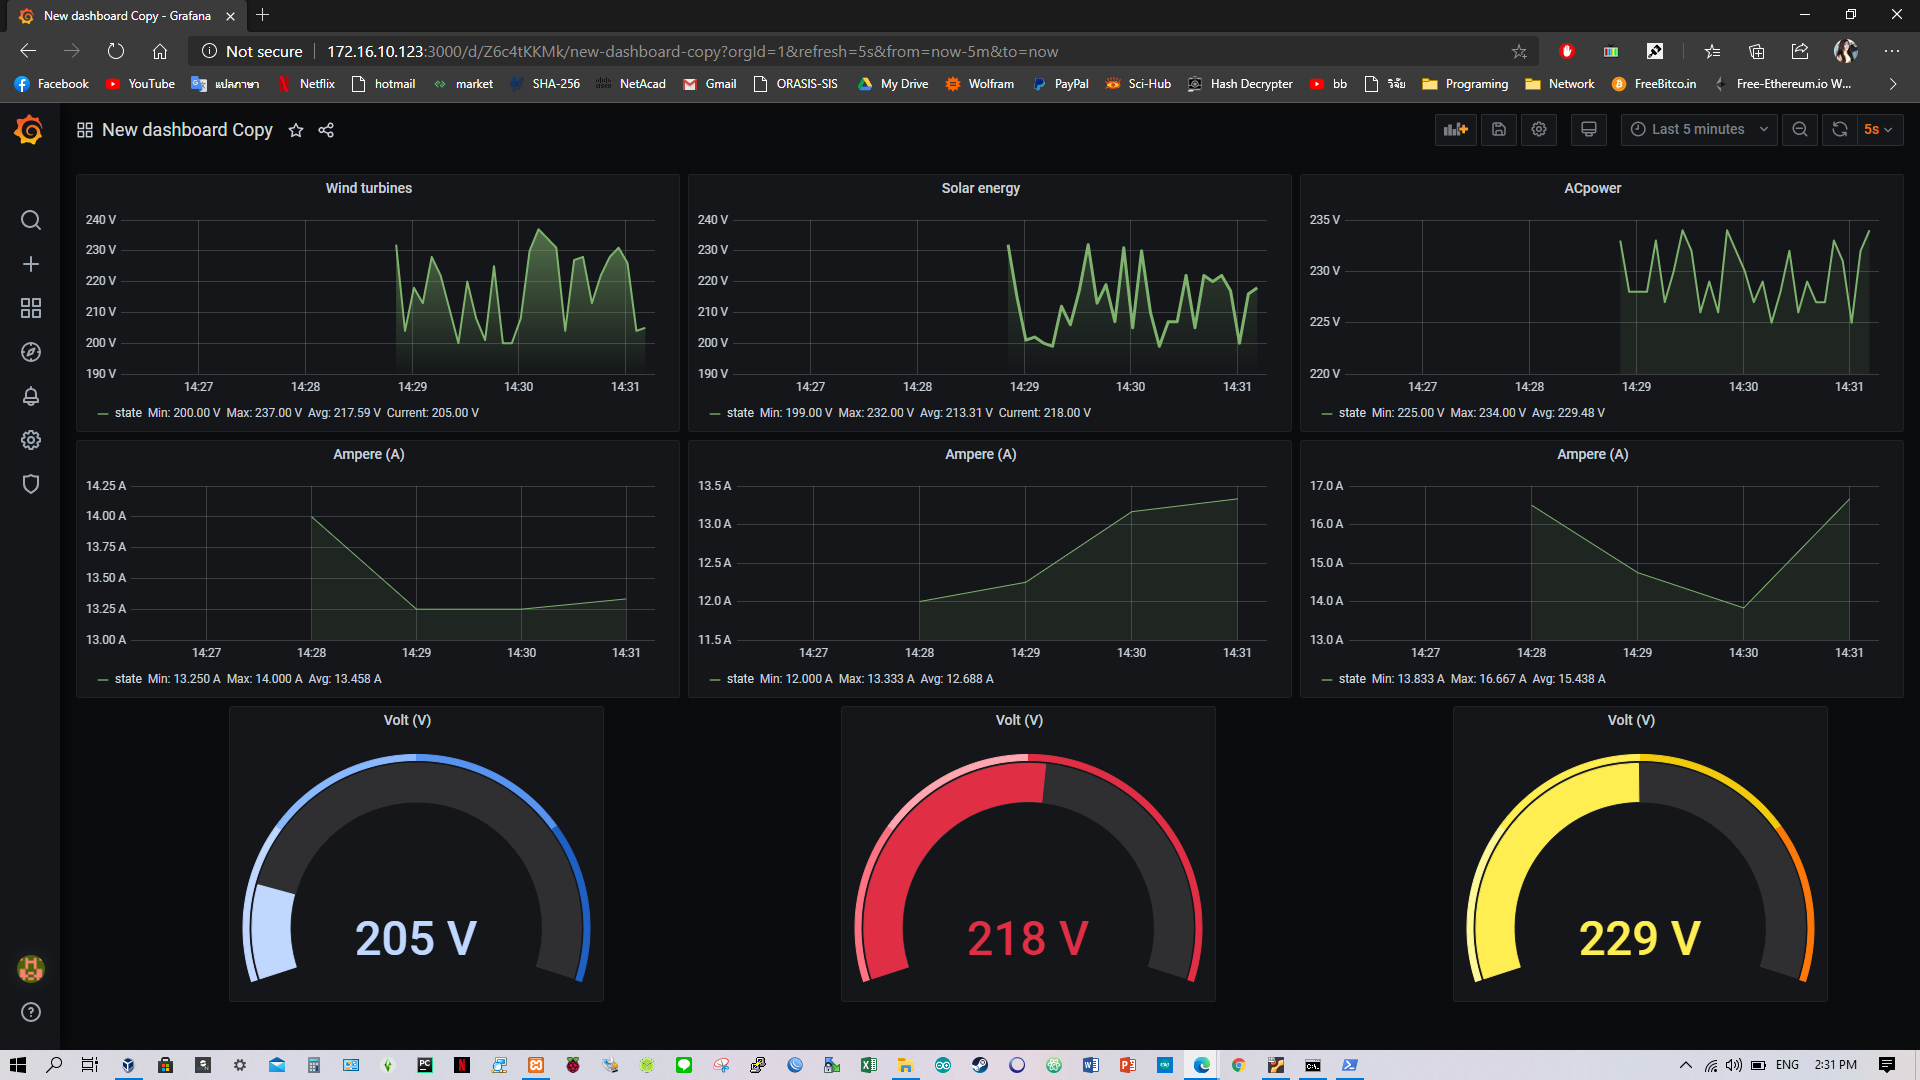 New dashboard Copy - Grafana
Not secure 172.16.10.123:3000/d/Z6c4tKKMk/new-dashboard-copy?orgId=1&refresh=5s&from=now-5m&to=now
Facebook YouTube แปลภาษา Netflix hotmail market SHA-256 NetAcad Gmail ORASIS-SIS My Drive Wolfram PayPal Sci-Hub Hash Decrypter bb วิจัย Programing Network FreeBitco.in Free-Ethereum.io W...
New dashboard Copy
Last 5 minutes
5s
Wind turbines
240 V
230 V
220 V
210 V
200 V
190 V
14:27 14:28 14:29 14:30 14:31
state Min: 200.00 V Max: 237.00 V Avg: 217.59 V Current: 205.00 V
Solar energy
240 V
230 V
220 V
210 V
200 V
190 V
14:27 14:28 14:29 14:30 14:31
state Min: 199.00 V Max: 232.00 V Avg: 213.31 V Current: 218.00 V
ACpower
235 V
230 V
225 V
220 V
14:27 14:28 14:29 14:30 14:31
state Min: 225.00 V Max: 234.00 V Avg: 229.48 V
Ampere (A)
14.25 A
14.00 A
13.75 A
13.50 A
13.25 A
13.00 A
14:27 14:28 14:29 14:30 14:31
state Min: 13.250 A Max: 14.000 A Avg: 13.458 A
Ampere (A)
13.5 A
13.0 A
12.5 A
12.0 A
11.5 A
14:27 14:28 14:29 14:30 14:31
state Min: 12.000 A Max: 13.333 A Avg: 12.688 A
Ampere (A)
17.0 A
16.0 A
15.0 A
14.0 A
13.0 A
14:27 14:28 14:29 14:30 14:31
state Min: 13.833 A Max: 16.667 A Avg: 15.438 A
Volt (V)
205 V
Volt (V)
218 V
Volt (V)
229 V
ENG 2:31 PM